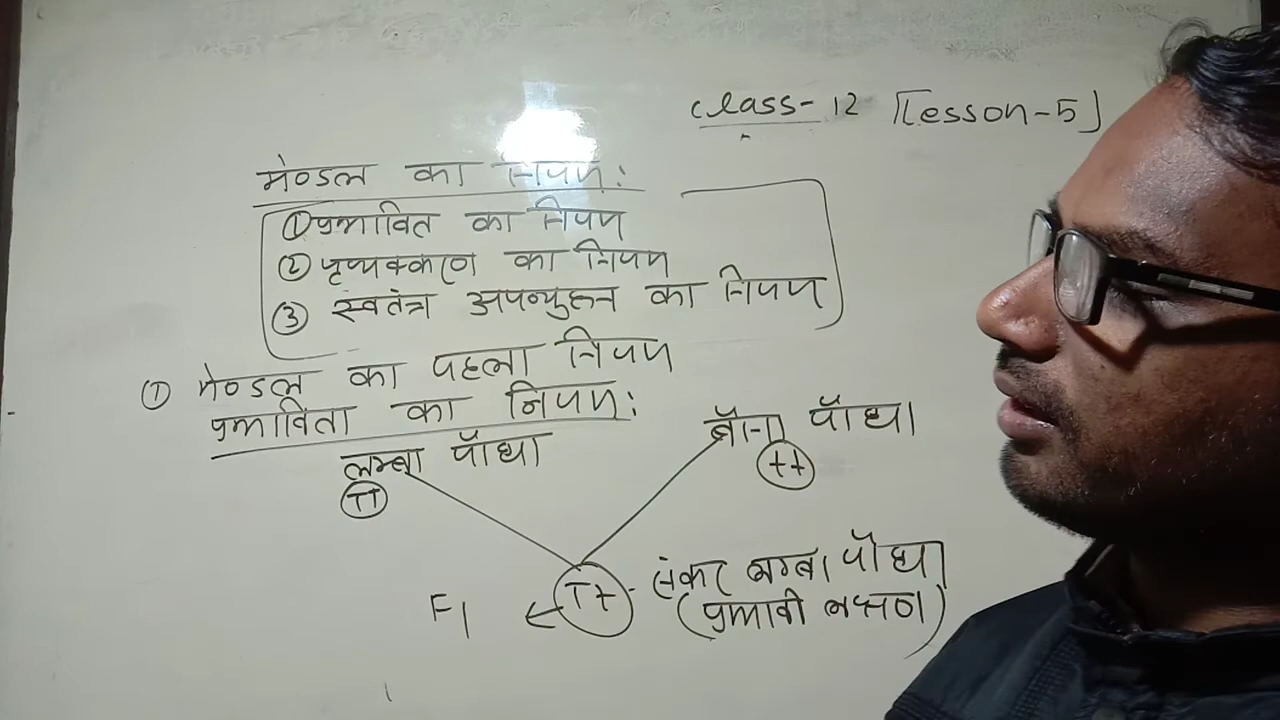 class-12 [Lesson-5]
मेण्डल का नियम:
① प्रभावित का नियम
② पृथ्यक्करण का नियम
③ स्वतंत्र अपव्युहन का नियम
① मेण्डल का पहला नियम
प्रभाविता का नियम:
लम्बा पॉधा
बॉना पॉधा
TT
tt
Tt
संकर लम्बा पॉधा
F1
(प्रभावी लक्षण)